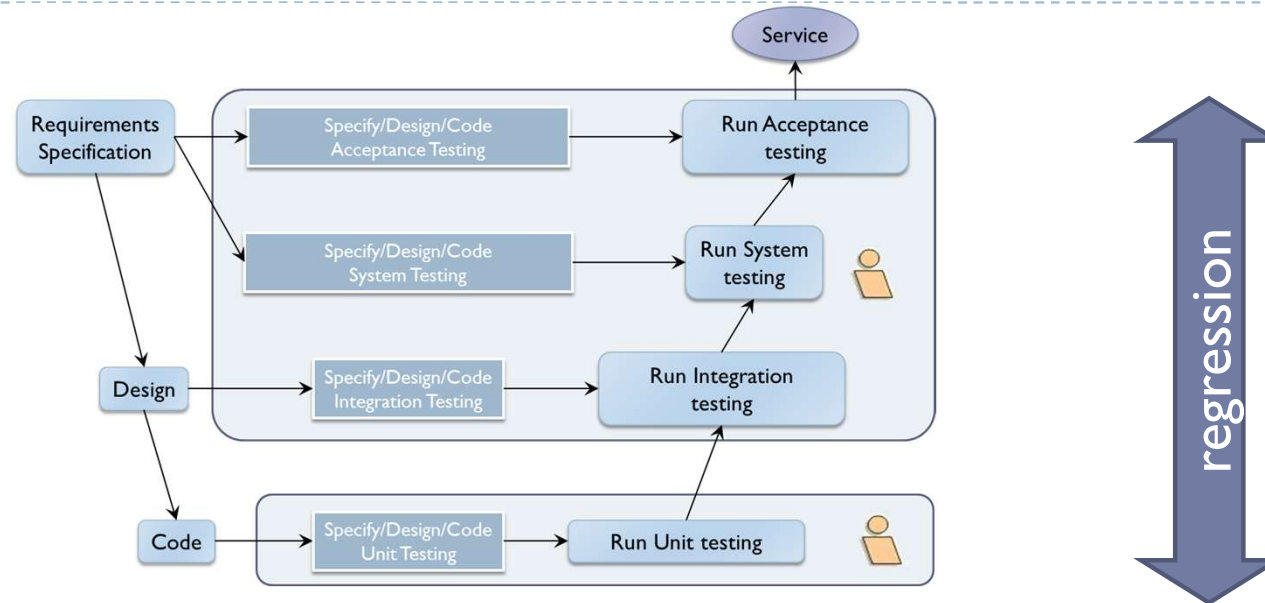 Service
Requirements
Specification
Specify/Design/Code
Acceptance Testing
Run Acceptance
testing
Specify/Design/Code
System Testing
Run System
testing
Design
Specify/Design/Code
Integration Testing
Run Integration
testing
Code
Specify/Design/Code
Unit Testing
Run Unit testing
regression